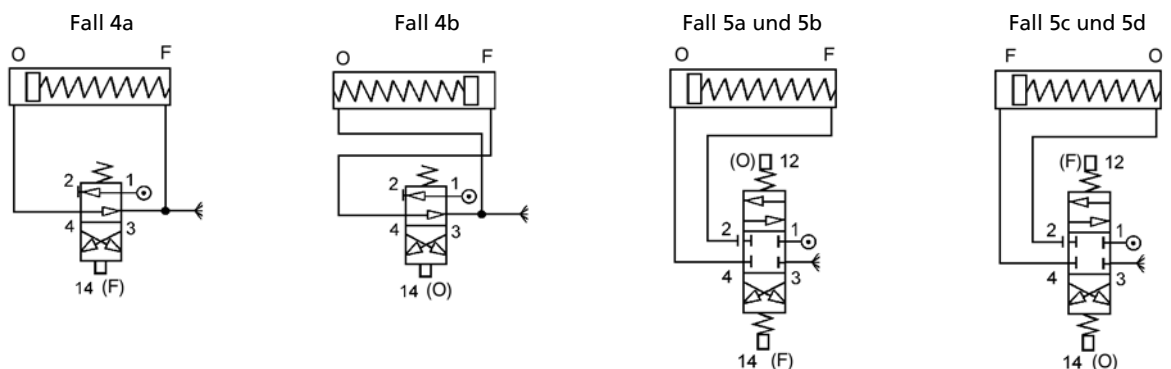 Fall 4a
O F
2 1
4 3
14 (F)
Fall 4b
O F
2 1
4 3
14 (O)
Fall 5a und 5b
O F
(O) 12
2 1
4 3
14 (F)
Fall 5c und 5d
F O
(F) 12
2 1
4 3
14 (O)